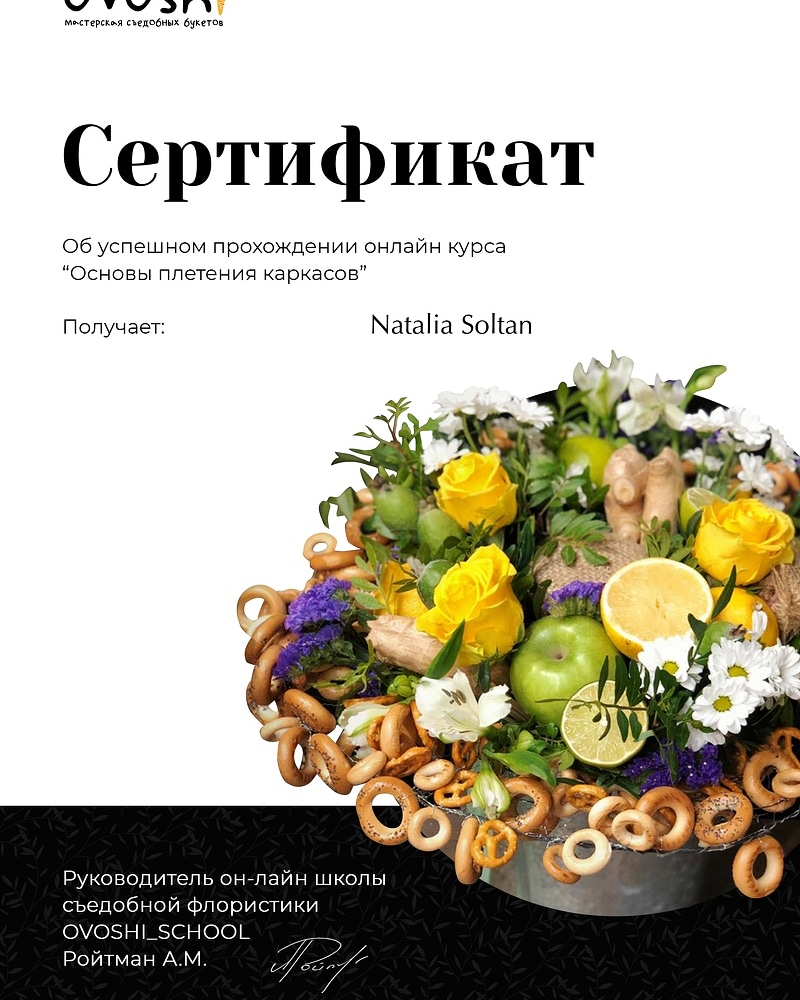 OVOSHI
мастерская съедобных букетов
Сертификат
Об успешном прохождении онлайн курса
“Основы плетения каркасов”
Получает:
Natalia Soltan
Руководитель он-лайн школы
съедобной флористики
OVOSHI_SCHOOL
Ройтман А.М.